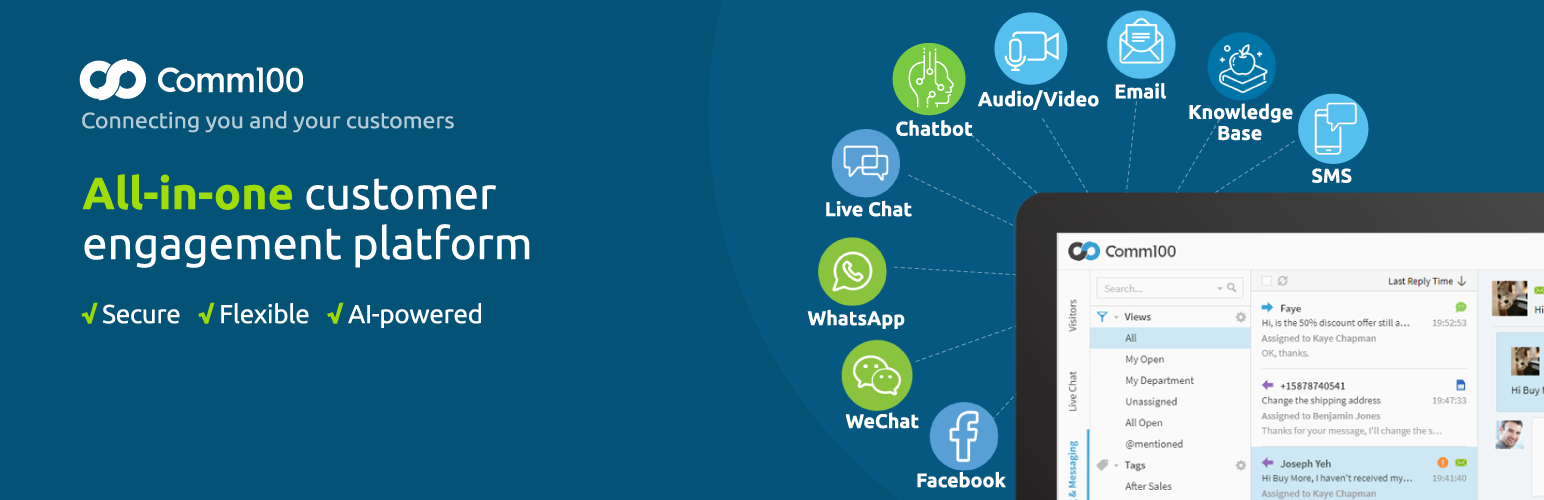 Comm100
Connecting you and your customers
All-in-one customer
engagement platform
√ Secure √ Flexible √ AI-powered
Audio/Video
Email
Chatbot
Knowledge
Base
SMS
Live Chat
WhatsApp
WeChat
Facebook
Comm100
Visitors
Live Chat
& Messaging
Search...
Views
All
My Open
My Department
Unassigned
All Open
@mentioned
Tags
After Sales
Last Reply Time ↓
Faye
Hi, is the 50% discount offer still a...
19:52:53
Assigned to Kaye Chapman
OK, thanks.
+15878740541
Change the shipping address
19:47:33
Assigned to Benjamin Jones
Thanks for your message, I'll change the s...
Joseph Yeh
Hi Buy More, I haven't received my...
19:41:40
Assigned to Kaye Chapman
Hi
Hi Buy